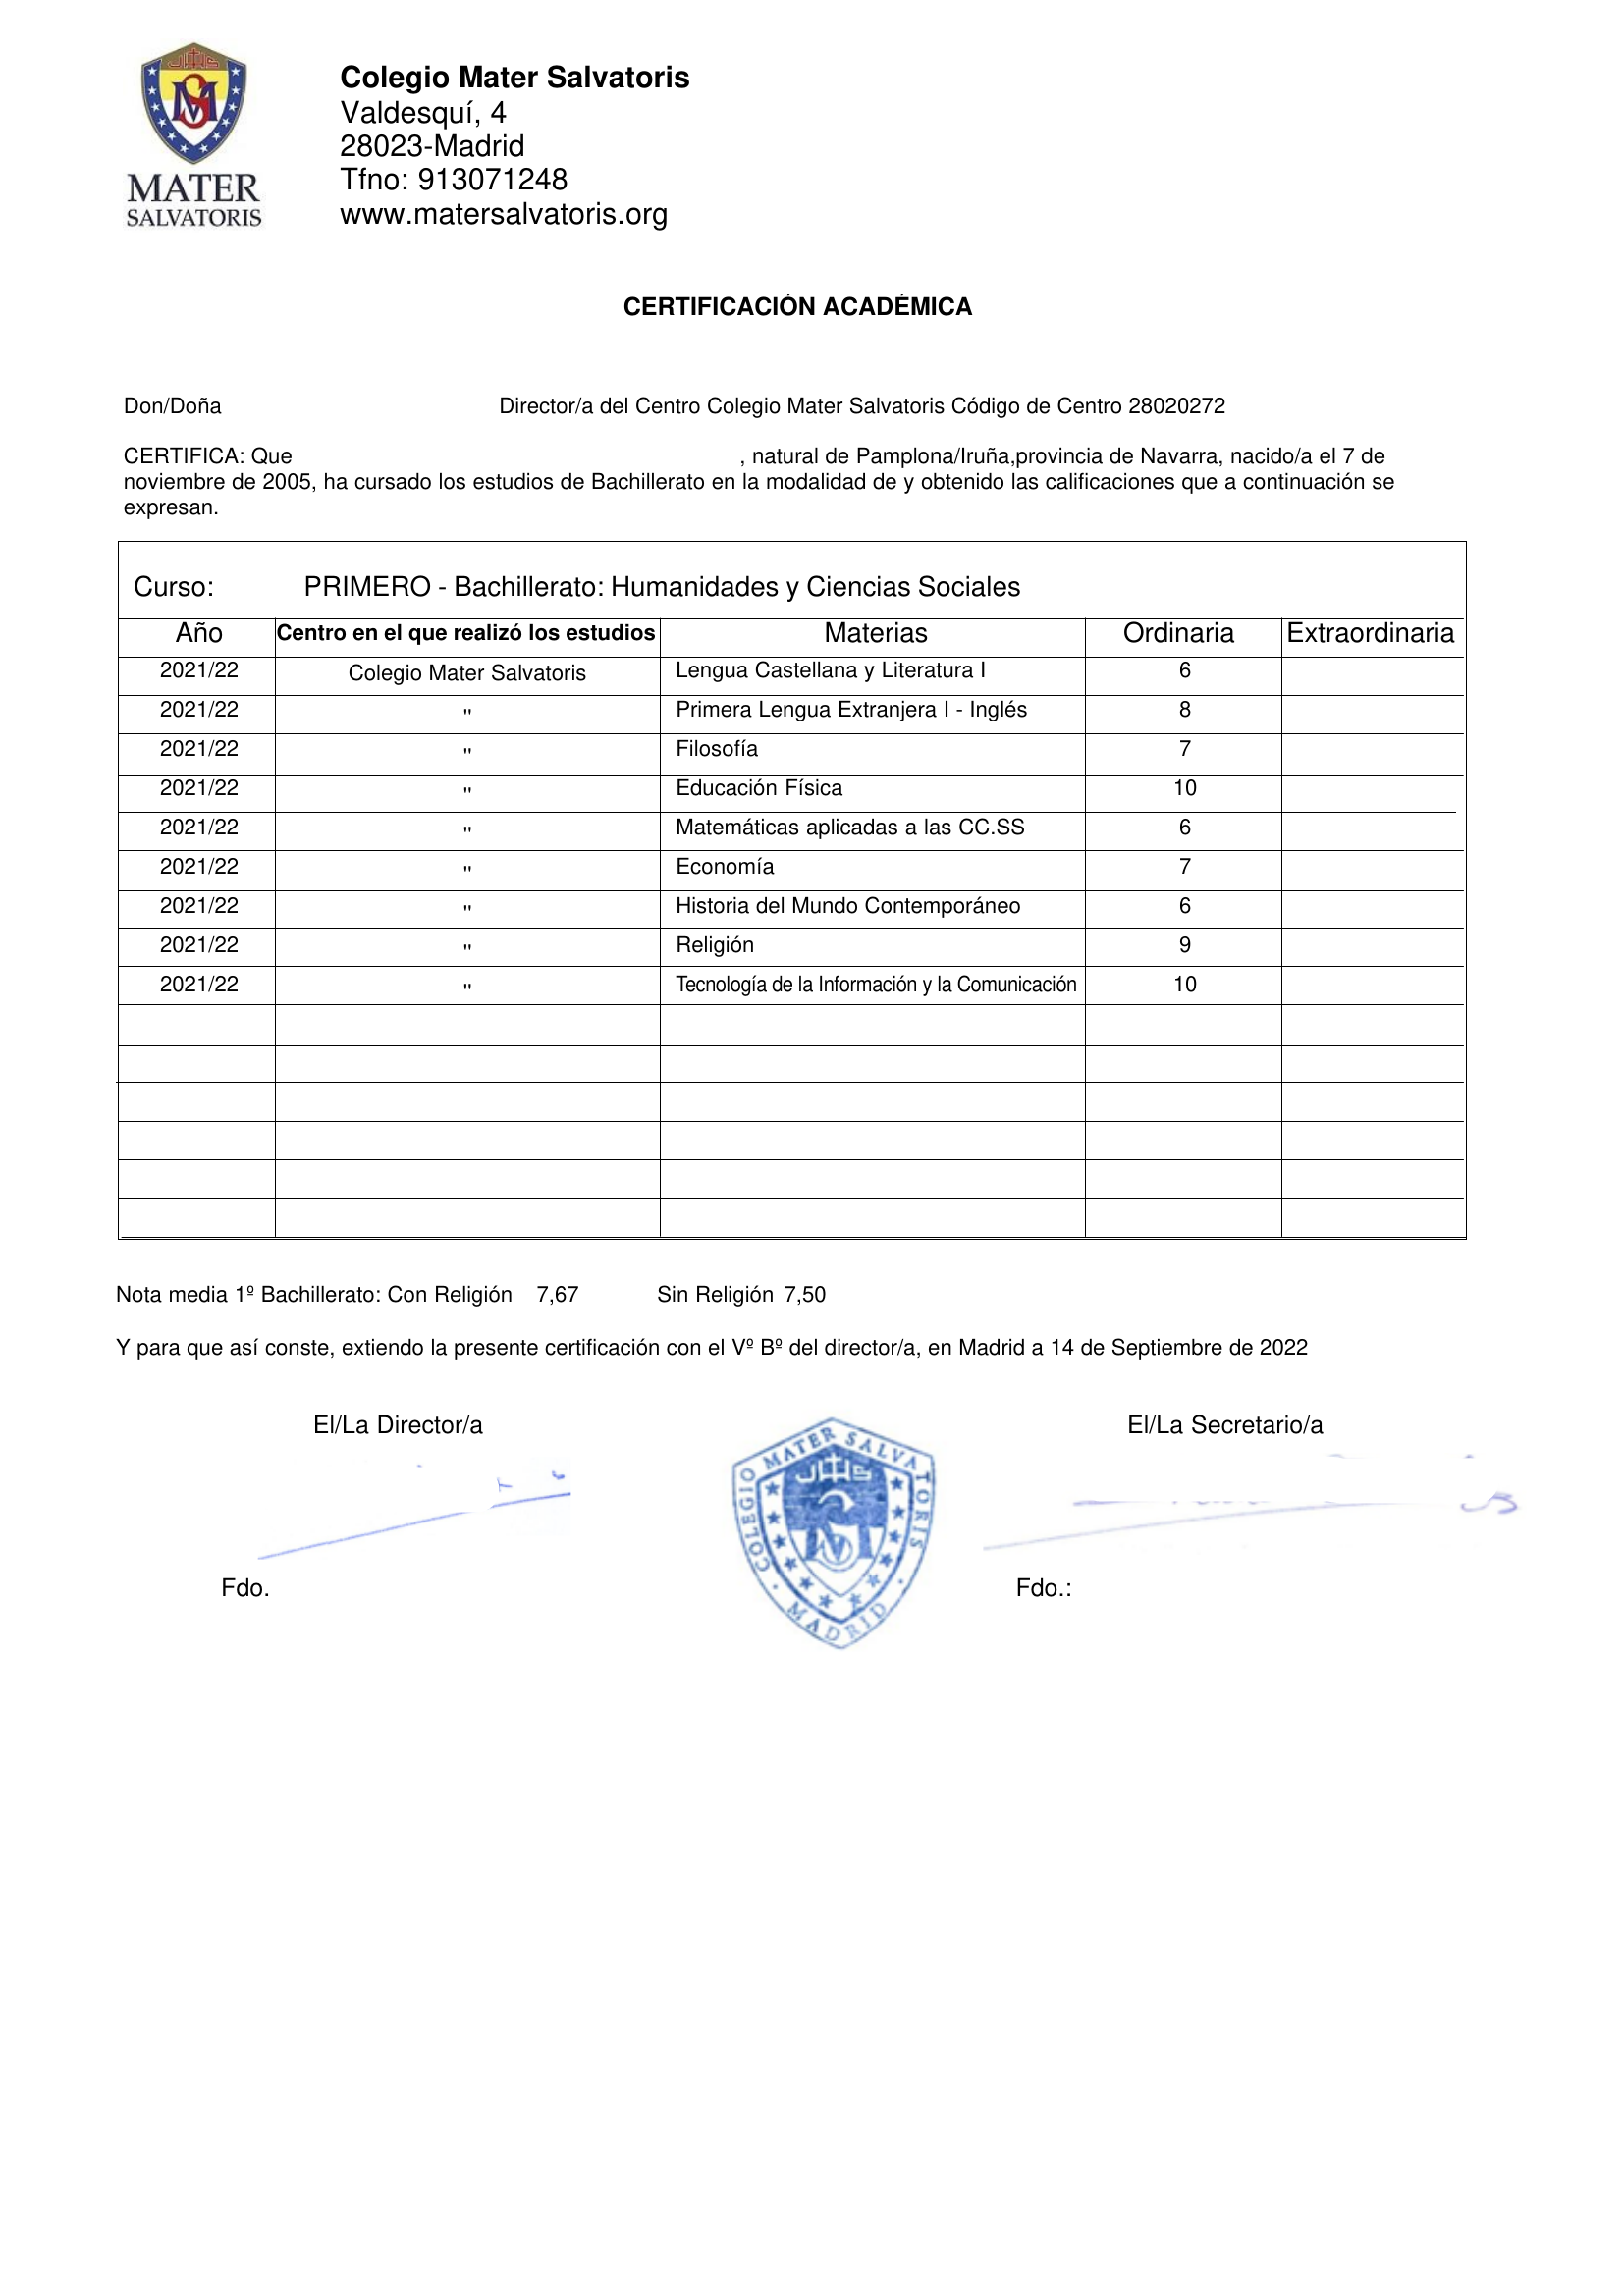 MATER
SALVATORIS
Colegio Mater Salvatoris
Valdesquí, 4
28023-Madrid
Tfno: 913071248
www.matersalvatoris.org
CERTIFICACIÓN ACADÉMICA
Don/Doña Director/a del Centro Colegio Mater Salvatoris Código de Centro 28020272
CERTIFICA: Que , natural de Pamplona/Iruña,provincia de Navarra, nacido/a el 7 de
noviembre de 2005, ha cursado los estudios de Bachillerato en la modalidad de y obtenido las calificaciones que a continuación se
expresan.
Curso: PRIMERO - Bachillerato: Humanidades y Ciencias Sociales
Año Centro en el que realizó los estudios Materias Ordinaria Extraordinaria
2021/22 Colegio Mater Salvatoris Lengua Castellana y Literatura I 6
2021/22 " Primera Lengua Extranjera I - Inglés 8
2021/22 " Filosofía 7
2021/22 " Educación Física 10
2021/22 " Matemáticas aplicadas a las CC.SS 6
2021/22 " Economía 7
2021/22 " Historia del Mundo Contemporáneo 6
2021/22 " Religión 9
2021/22 " Tecnología de la Información y la Comunicación 10
Nota media 1º Bachillerato: Con Religión 7,67 Sin Religión 7,50
Y para que así conste, extiendo la presente certificación con el Vº Bº del director/a, en Madrid a 14 de Septiembre de 2022
El/La Director/a El/La Secretario/a
COLEGIO MATER SALVATORIS · MADRID ·
Fdo. Fdo.: